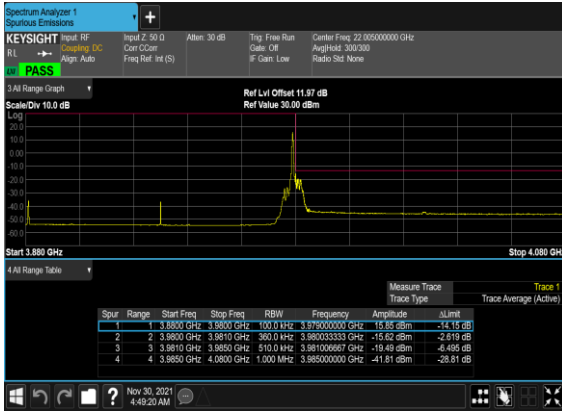 Spectrum Analyzer 1
Spurious Emissions
KEYSIGHT Input: RF Input Z: 50 Ω Atten: 30 dB Trig: Free Run Center Freq: 22.005000000 GHz
RL Coupling: DC Corr CCorr Gate: Off Avg|Hold: 300/300
Align: Auto Freq Ref: Int (S) IF Gain: Low Radio Std: None
PASS
3 All Range Graph
Ref Lvl Offset 11.97 dB
Scale/Div 10.0 dB Ref Value 30.00 dBm
Log
20.0
10.0
0.00
-10.0
-20.0
-30.0
-40.0
-50.0
-60.0
Start 3.880 GHz Stop 4.080 GH
4 All Range Table
Measure Trace Trace 1
Trace Type Trace Average (Active)
Spur Range Start Freq Stop Freq RBW Frequency Amplitude ΔLimit
1 1 3.8800 GHz 3.9800 GHz 100.0 kHz 3.979000000 GHz 15.85 dBm -14.15 dB
2 2 3.9800 GHz 3.9810 GHz 360.0 kHz 3.980033333 GHz -15.62 dBm -2.619 dB
3 3 3.9810 GHz 3.9850 GHz 510.0 kHz 3.981006667 GHz -19.49 dBm -6.495 dB
4 4 3.9850 GHz 4.0800 GHz 1.000 MHz 3.985000000 GHz -41.81 dBm -28.81 dB
Nov 30, 2021
4:49:20 AM